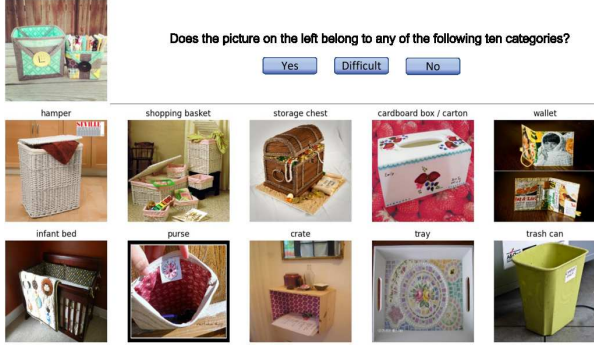 Does the picture on the left belong to any of the following ten categories?
Yes
Difficult
No
hamper
shopping basket
storage chest
cardboard box / carton
wallet
SEVILLE
infant bed
purse
crate
tray
trash can